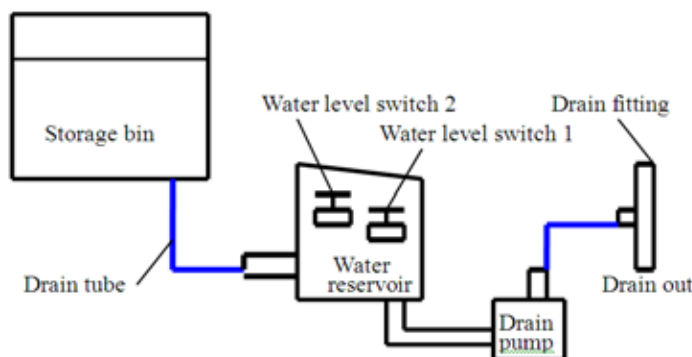 Water level switch 2
Drain fitting
Storage bin
Water level switch 1
Drain tube
Water
reservoir
Drain out
Drain
pump